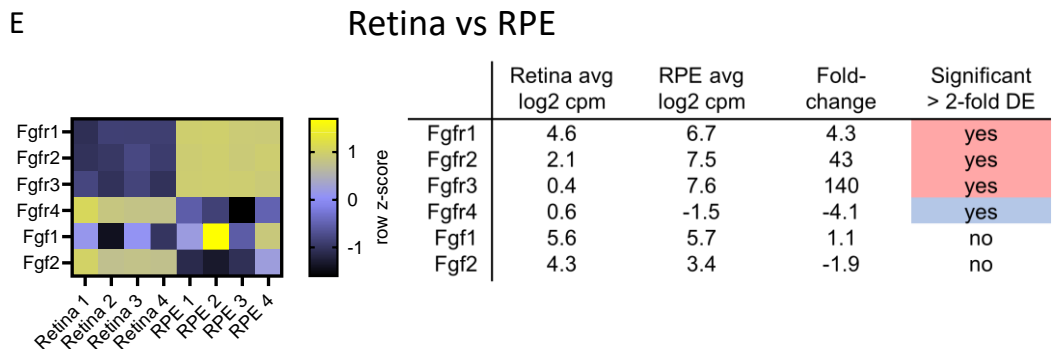 E
Retina vs RPE
Fgfr1
Fgfr2
Fgfr3
Fgfr4
Fgf1
Fgf2
Retina 1
Retina 2
Retina 3
Retina 4
RPE 1
RPE 2
RPE 3
RPE 4
1
0
-1
row z-score
Retina avg RPE avg Fold- Significant
log2 cpm log2 cpm change > 2-fold DE
Fgfr1 4.6 6.7 4.3 yes
Fgfr2 2.1 7.5 43 yes
Fgfr3 0.4 7.6 140 yes
Fgfr4 0.6 -1.5 -4.1 yes
Fgf1 5.6 5.7 1.1 no
Fgf2 4.3 3.4 -1.9 no